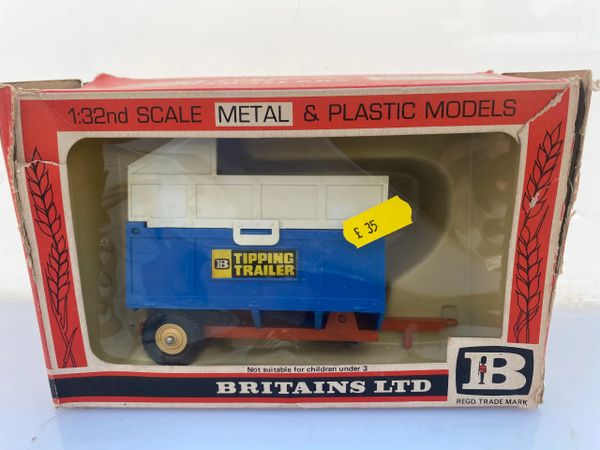 1:32nd SCALE METAL & PLASTIC MODELS
£ 35
B TIPPING
TRAILER
Not suitable for children under 3
BRITAINS LTD
B
REGD. TRADE MARK